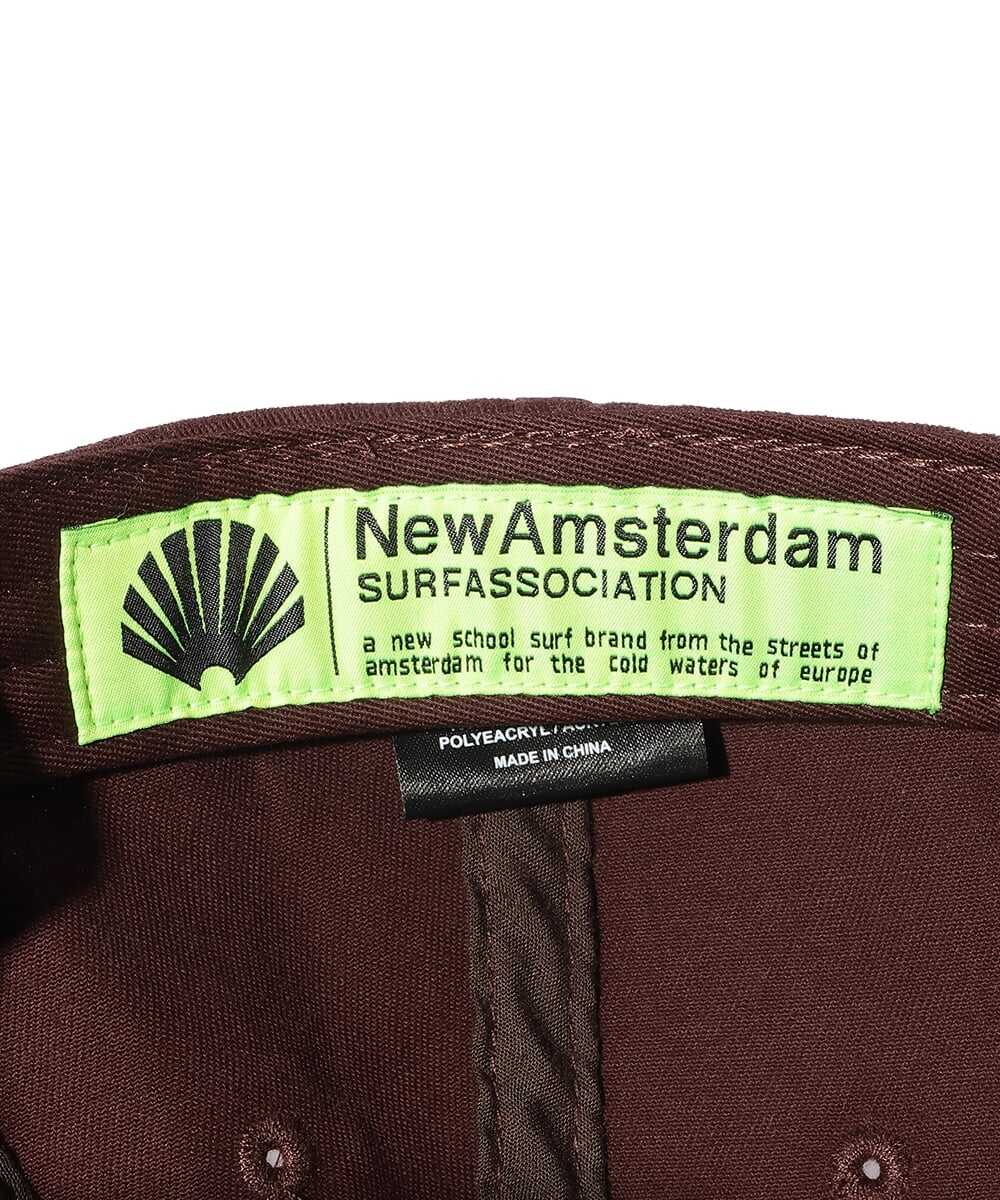 NewAmsterdam
SURFASSOCIATION
a new school surf brand from the streets of
amsterdam for the cold waters of europe
POLYEACRYL
MADE IN CHINA